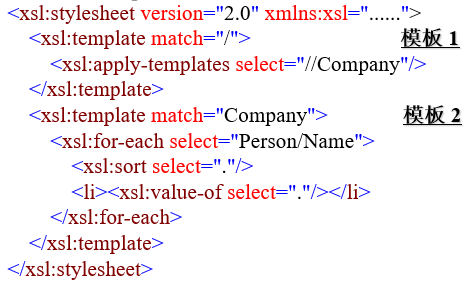 <xsl:stylesheet version="2.0" xmlns:xsl="......">
<xsl:template match="/"> 模板 1
<xsl:apply-templates select="//Company"/>
</xsl:template>
<xsl:template match="Company"> 模板 2
<xsl:for-each select="Person/Name">
<xsl:sort select="."/>
<li><xsl:value-of select="."/></li>
</xsl:for-each>
</xsl:template>
</xsl:stylesheet>